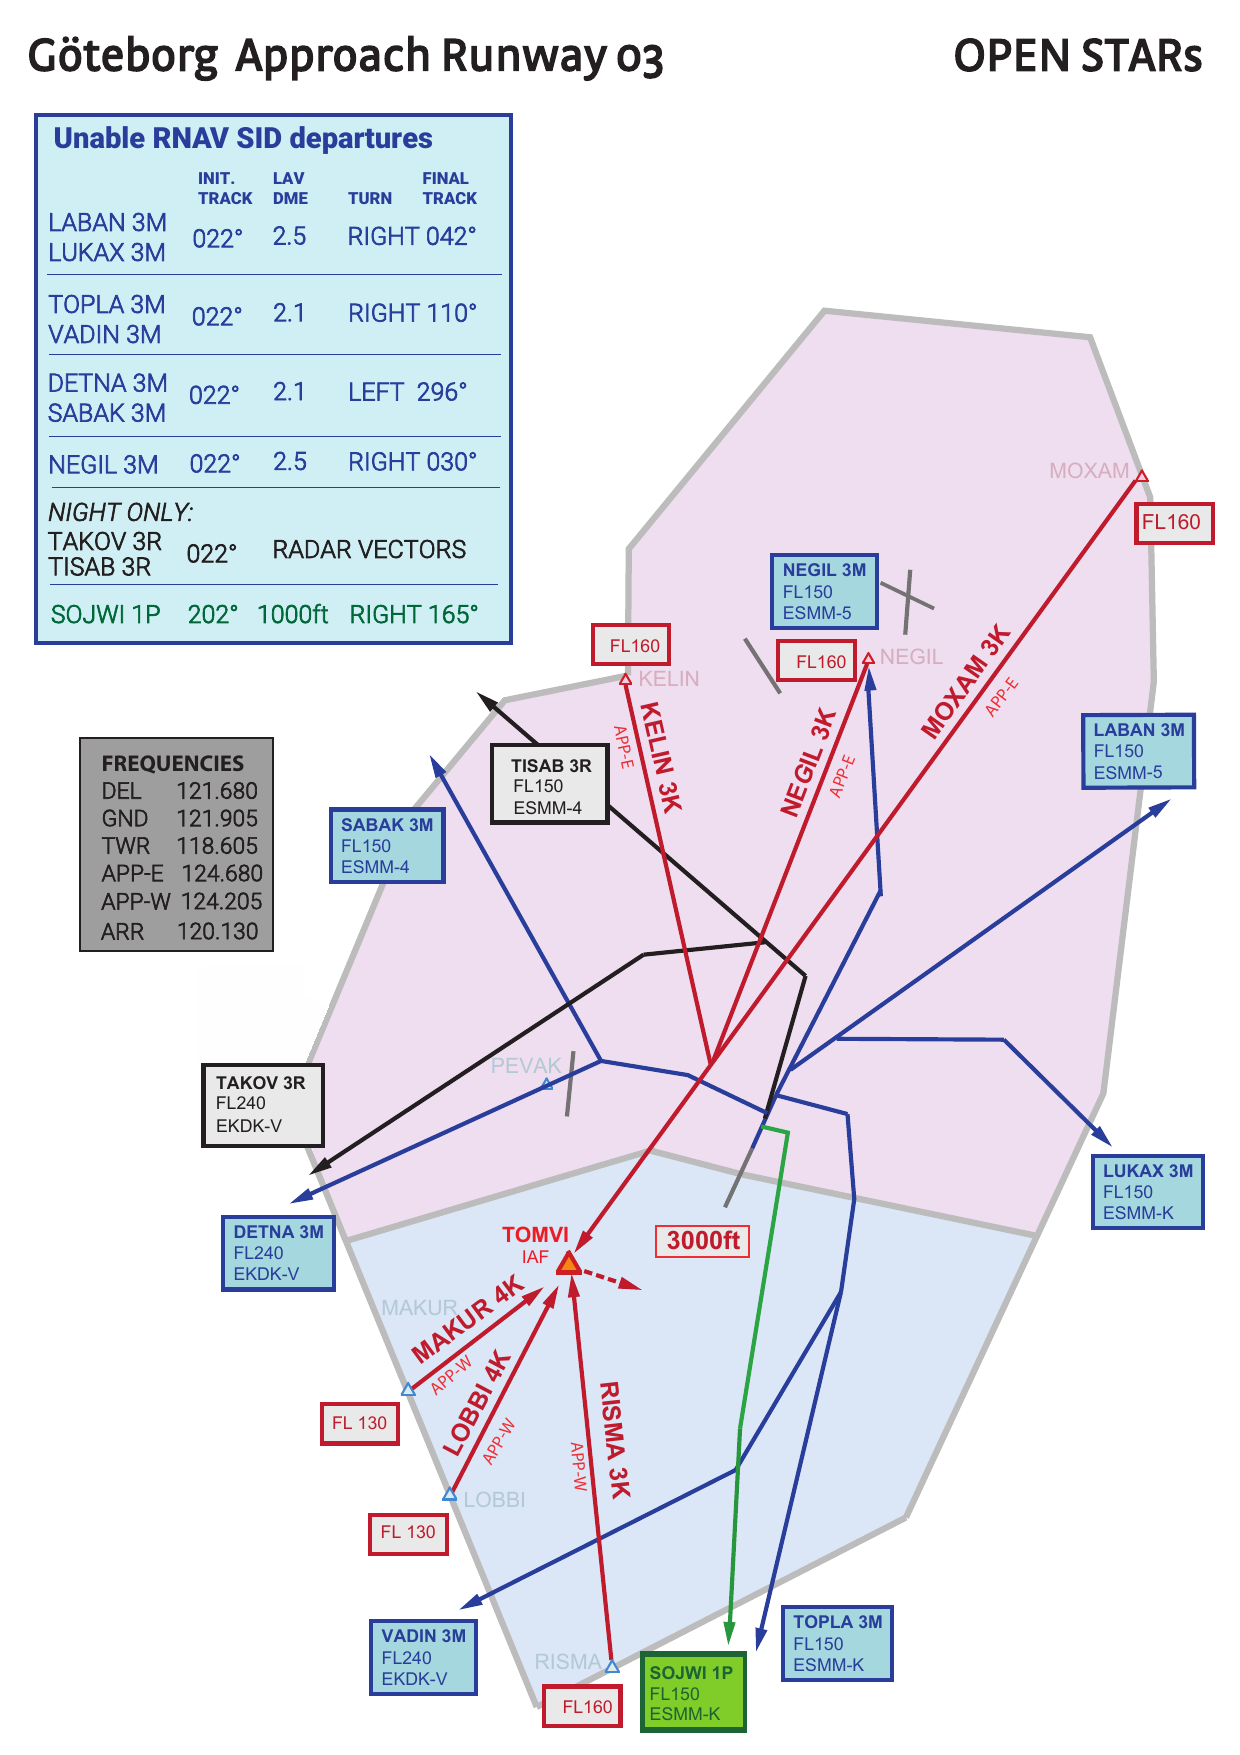 Göteborg Approach Runway 03
OPEN STARs
Unable RNAV SID departures
INIT. TRACK
LAV DME
TURN
FINAL TRACK
LABAN 3M
LUKAX 3M
022° 2.5 RIGHT 042°
TOPLA 3M
VADIN 3M
022° 2.1 RIGHT 110°
DETNA 3M
SABAK 3M
022° 2.1 LEFT 296°
NEGIL 3M 022° 2.5 RIGHT 030°
NIGHT ONLY:
TAKOV 3R
TISAB 3R
022° RADAR VECTORS
SOJWI 1P 202° 1000ft RIGHT 165°
MOXAM
FL160
NEGIL 3M
FL150
ESMM-5
FL160
NEGIL
FL160
KELIN
MOXAM 3K
APP-E
NEGIL 3K
APP-E
KELIN 3K
APP-E
LABAN 3M
FL150
ESMM-5
TISAB 3R
FL150
ESMM-4
SABAK 3M
FL150
ESMM-4
FREQUENCIES
DEL 121.680
GND 121.905
TWR 118.605
APP-E 124.680
APP-W 124.205
ARR 120.130
PEVAK
TAKOV 3R
FL240
EKDK-V
LUKAX 3M
FL150
ESMM-K
DETNA 3M
FL240
EKDK-V
TOMVI
IAF
3000ft
MAKUR
MAKUR 4K
APP-W
LOBBI 4K
APP-W
RISMA 3K
APP-W
FL 130
LOBBI
FL 130
VADIN 3M
FL240
EKDK-V
RISMA
FL160
SOJWI 1P
FL150
ESMM-K
TOPLA 3M
FL150
ESMM-K